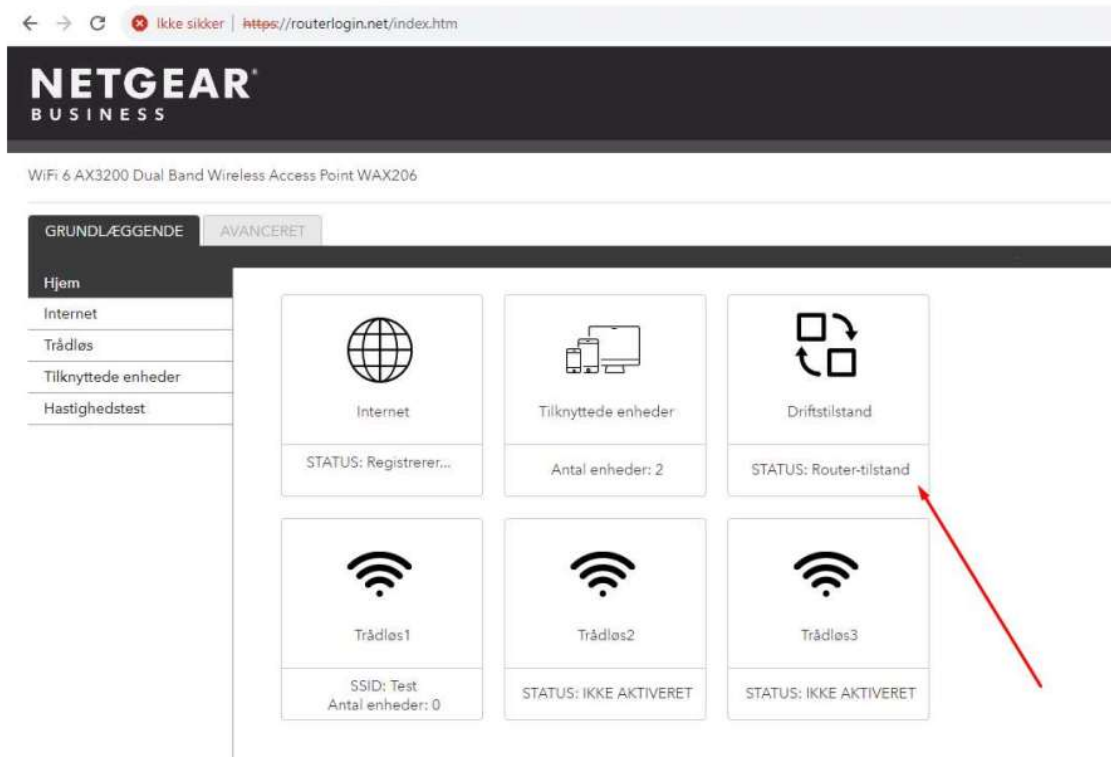 Ikke sikker | https://routerlogin.net/index.htm
NETGEAR®
BUSINESS
WiFi 6 AX3200 Dual Band Wireless Access Point WAX206
GRUNDLÆGGENDE AVANCERET
Hjem
Internet
Trådløs
Tilknyttede enheder
Hastighedstest
Internet
STATUS: Registrerer...
Tilknyttede enheder
Antal enheder: 2
Driftstilstand
STATUS: Router-tilstand
Trådløs1
SSID: Test
Antal enheder: 0
Trådløs2
STATUS: IKKE AKTIVERET
Trådløs3
STATUS: IKKE AKTIVERET